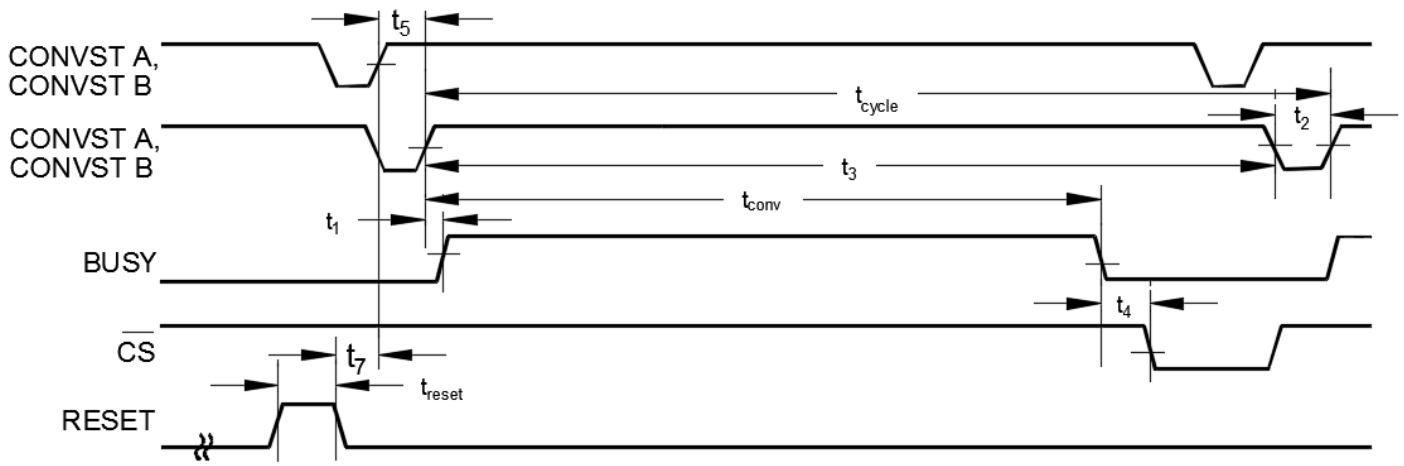 t5
CONVST A,
CONVST B
tcycle
t2
CONVST A,
CONVST B
t3
tconv
t1
BUSY
t4
CS
t7
treset
RESET